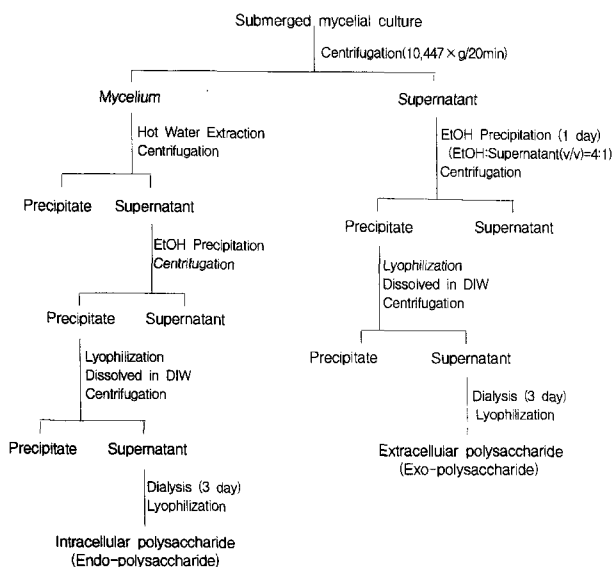 Submerged mycelial culture
Centrifugation(10,447×g/20min)
Mycelium
Hot Water Extraction
Centrifugation
Precipitate Supernatant
EtOH Precipitation
Centrifugation
Precipitate Supernatant
Lyophilization
Dissolved in DIW
Centrifugation
Precipitate Supernatant
Dialysis (3 day)
Lyophilization
Intracellular polysaccharide
(Endo-polysaccharide)
Supernatant
EtOH Precipitation (1 day)
(EtOH:Supernatant(v/v)=4:1)
Centrifugation
Precipitate Supernatant
Lyophilization
Dissolved in DIW
Centrifugation
Precipitate Supernatant
Dialysis (3 day)
Lyophilization
Extracellular polysaccharide
(Exo-polysaccharide)